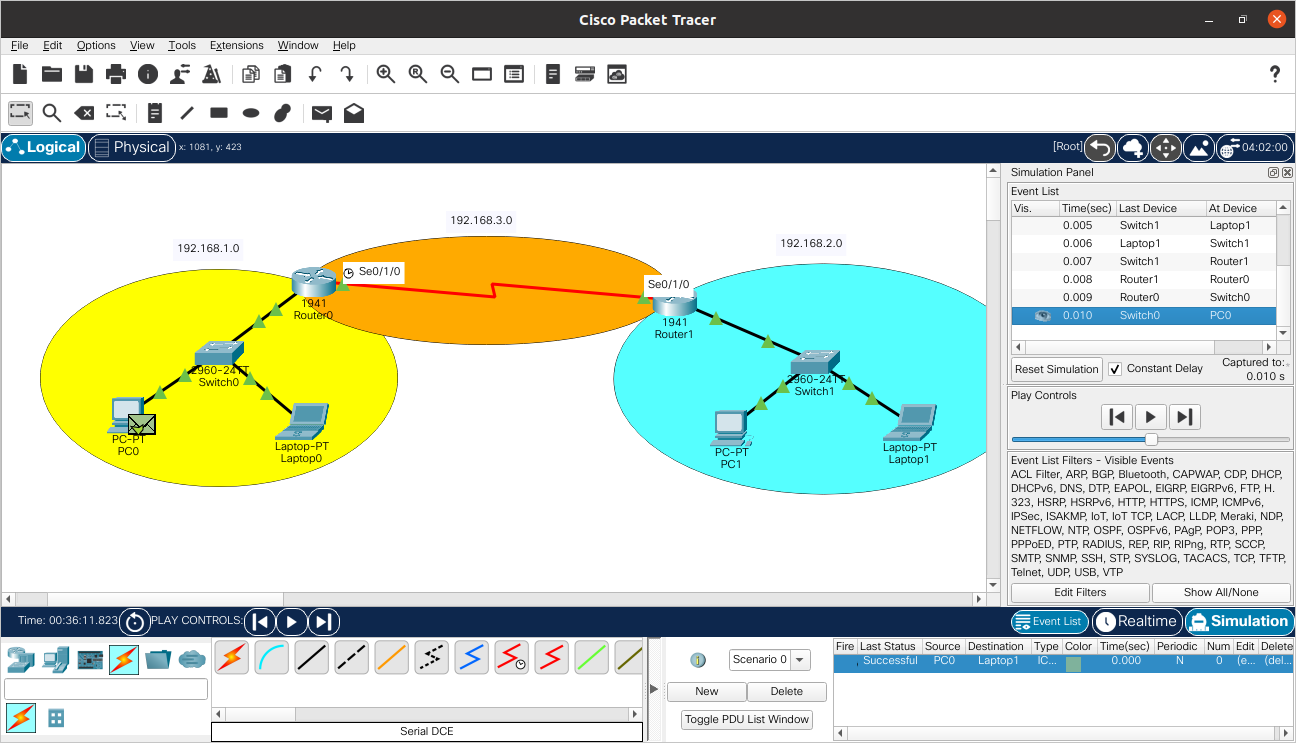 Cisco Packet Tracer
File Edit Options View Tools Extensions Window Help
Logical Physical x: 1081, y: 423 [Root] 04:02:00
192.168.3.0
192.168.1.0
192.168.2.0
Se0/1/0
Se0/1/0
1941
Router0
1941
Router1
2960-24TT
Switch0
2960-24TT
Switch1
PC-PT
PC0
Laptop-PT
Laptop0
PC-PT
PC1
Laptop-PT
Laptop1
Simulation Panel
Event List
Vis. Time(sec) Last Device At Device
0.005 Switch1 Laptop1
0.006 Laptop1 Switch1
0.007 Switch1 Router1
0.008 Router1 Router0
0.009 Router0 Switch0
0.010 Switch0 PC0
Reset Simulation Constant Delay Captured to:
0.010 s
Play Controls
Event List Filters - Visible Events
ACL Filter, ARP, BGP, Bluetooth, CAPWAP, CDP, DHCP,
DHCPv6, DNS, DTP, EAPOL, EIGRP, EIGRPv6, FTP, H.
323, HSRP, HSRPv6, HTTP, HTTPS, ICMP, ICMPv6,
IPSec, ISAKMP, IoT, IoT TCP, LACP, LLDP, Meraki, NDP,
NETFLOW, NTP, OSPF, OSPFv6, PAgP, POP3, PPP,
PPPoED, PTP, RADIUS, REP, RIP, RIPng, RTP, SCCP,
SMTP, SNMP, SSH, STP, SYSLOG, TACACS, TCP, TFTP,
Telnet, UDP, USB, VTP
Edit Filters Show All/None
Time: 00:36:11.823 PLAY CONTROLS: Event List Realtime Simulation
Serial DCE
Scenario 0
New Delete
Toggle PDU List Window
Fire Last Status Source Destination Type Color Time(sec) Periodic Num Edit Delete
Successful PC0 Laptop1 IC... 0.000 N 0 (e... (del...